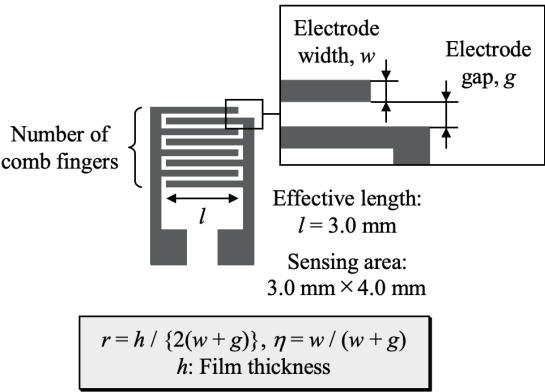 Electrode
width, w
Electrode
gap, g
Number of
comb fingers
l
Effective length:
l = 3.0 mm
Sensing area:
3.0 mm × 4.0 mm
r = h / {2(w + g)}, η = w / (w + g)
h: Film thickness